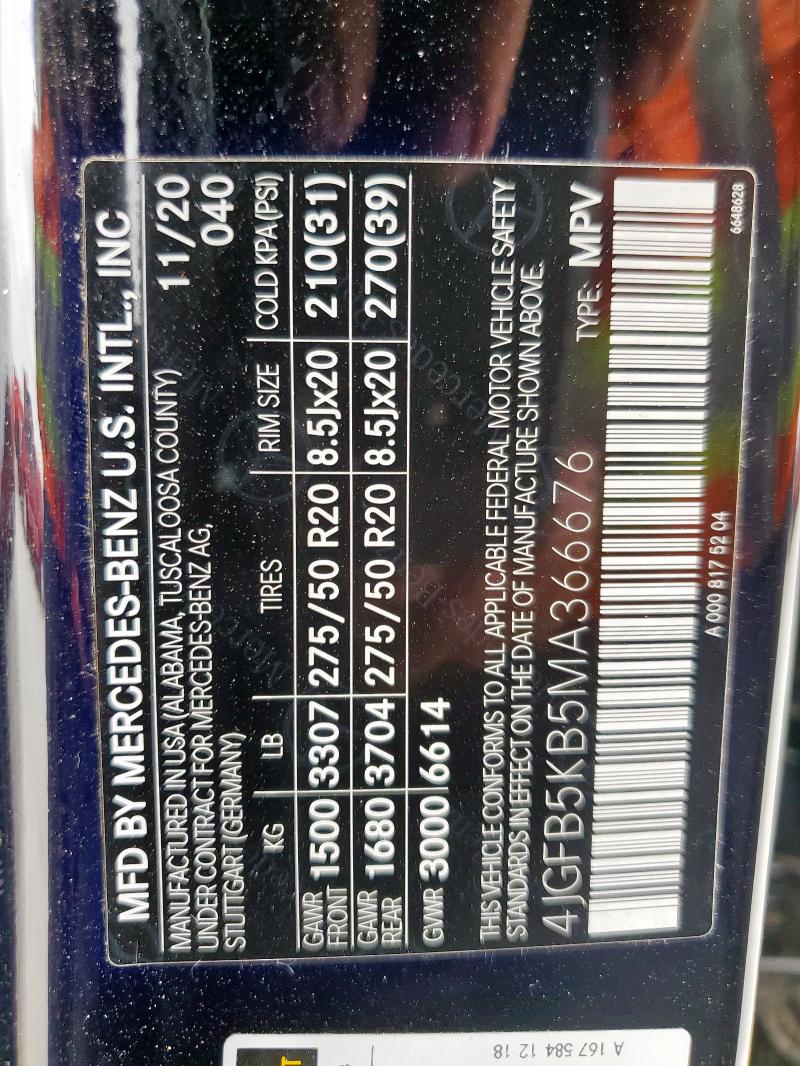 MFD BY MERCEDES-BENZ U.S. INTL., INC
MANUFACTURED IN USA (ALABAMA, TUSCALOOSA COUNTY) 11/20
UNDER CONTRACT FOR MERCEDES-BENZ AG, 040
STUTTGART (GERMANY)
KG LB TIRES RIM SIZE COLD KPA(PSI)
GAWR FRONT 1500 3307 275/50 R20 8.5Jx20 210(31)
GAWR REAR 1680 3704 275/50 R20 8.5Jx20 270(39)
GVWR 3000 6614
THIS VEHICLE CONFORMS TO ALL APPLICABLE FEDERAL MOTOR VEHICLE SAFETY
STANDARDS IN EFFECT ON THE DATE OF MANUFACTURE SHOWN ABOVE.
4JGFB5KB5MA366676 TYPE: MPV
A 000 817 52 04
6648628
A 167 584 12 18